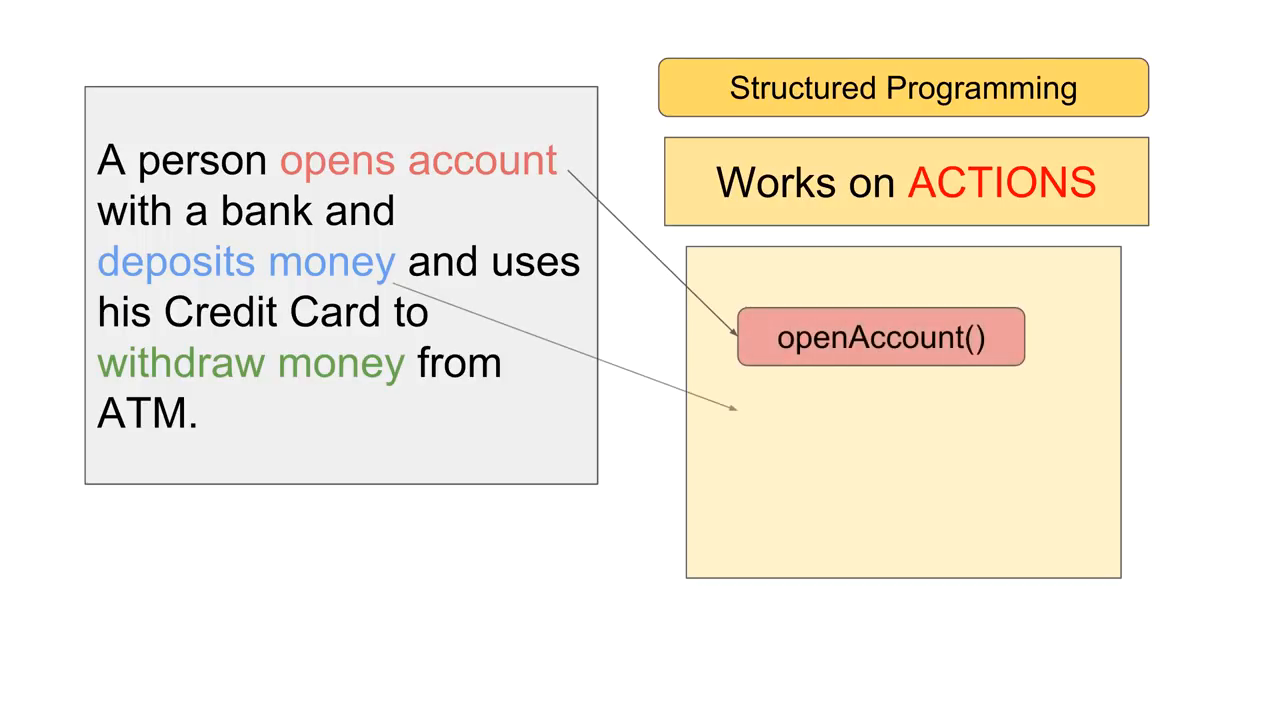 A person opens account
with a bank and
deposits money and uses
his Credit Card to
withdraw money from
ATM.
Structured Programming
Works on ACTIONS
openAccount()